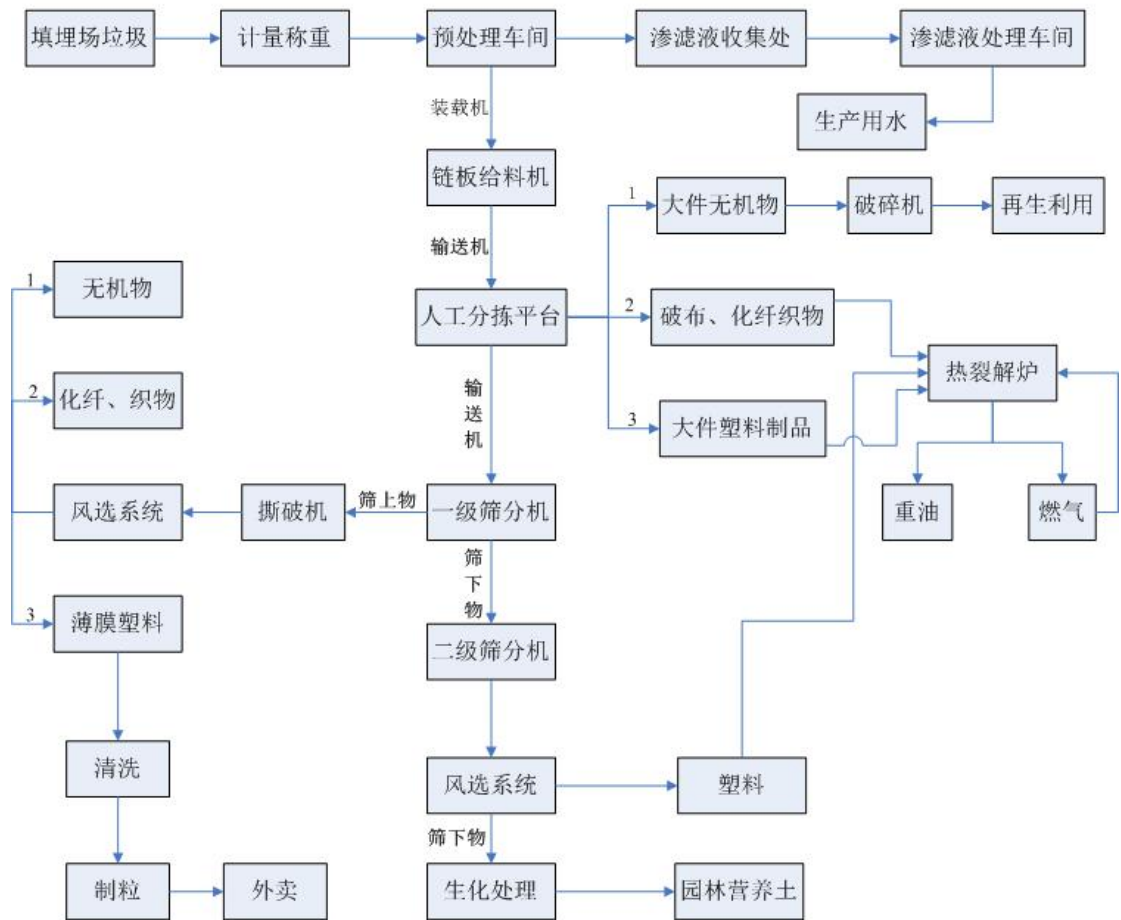 填埋场垃圾
计量称重
预处理车间
渗滤液收集处
渗滤液处理车间
装载机
生产用水
链板给料机
1
大件无机物
破碎机
再生利用
输送机
1
无机物
人工分拣平台
2
破布、化纤织物
热裂解炉
2
化纤、织物
输
送
机
3
大件塑料制品
风选系统
撕破机
筛上物
一级筛分机
重油
燃气
筛
下
物
3
薄膜塑料
二级筛分机
清洗
风选系统
塑料
筛下物
制粒
外卖
生化处理
园林营养土